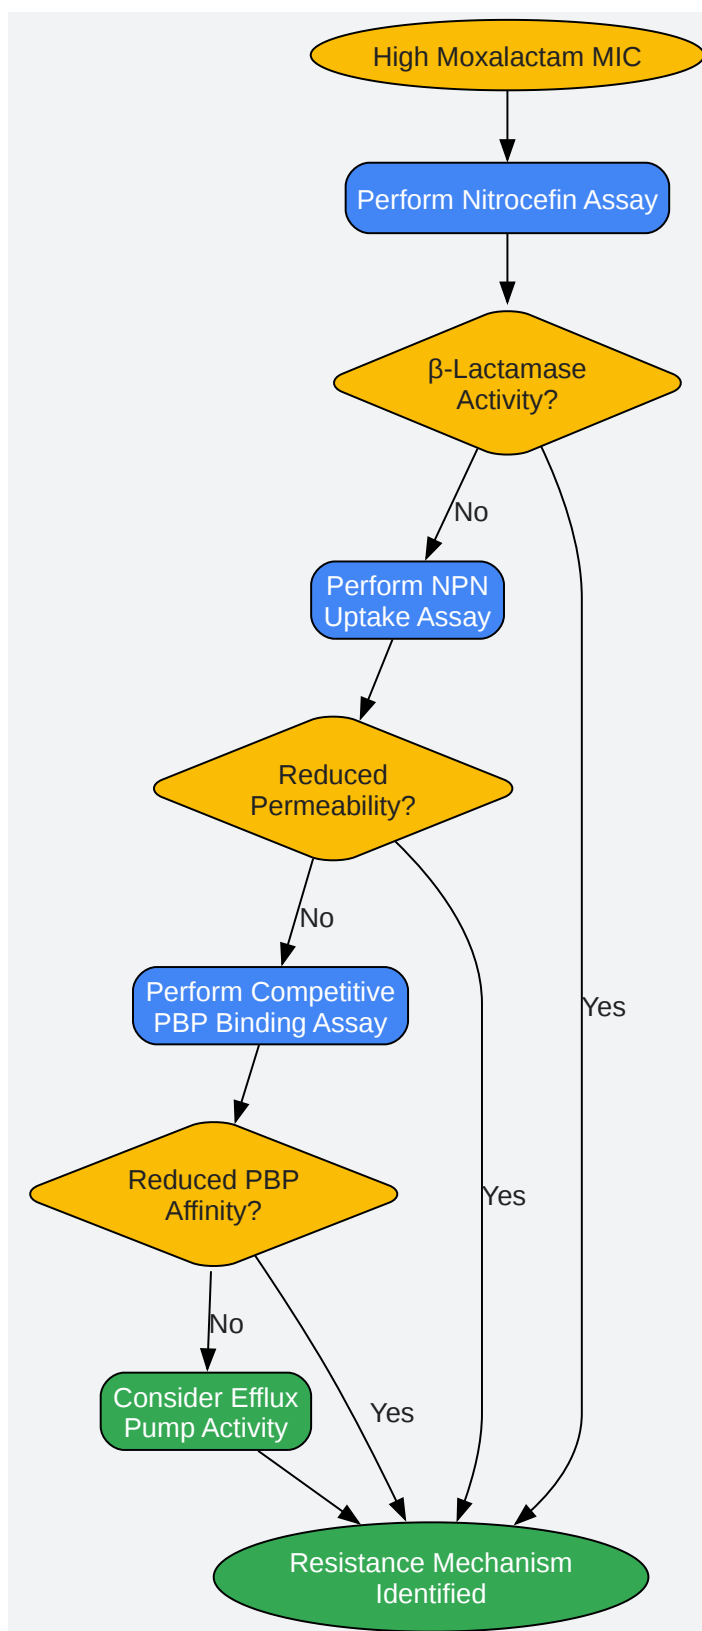 High Moxalactam MIC
Perform Nitrocefin Assay
β-Lactamase
Activity?
No
Perform NPN
Uptake Assay
Reduced
Permeability?
No
Perform Competitive
PBP Binding Assay
Yes
Reduced PBP
Affinity?
Yes
No
Consider Efflux
Pump Activity
Yes
Resistance Mechanism
Identified